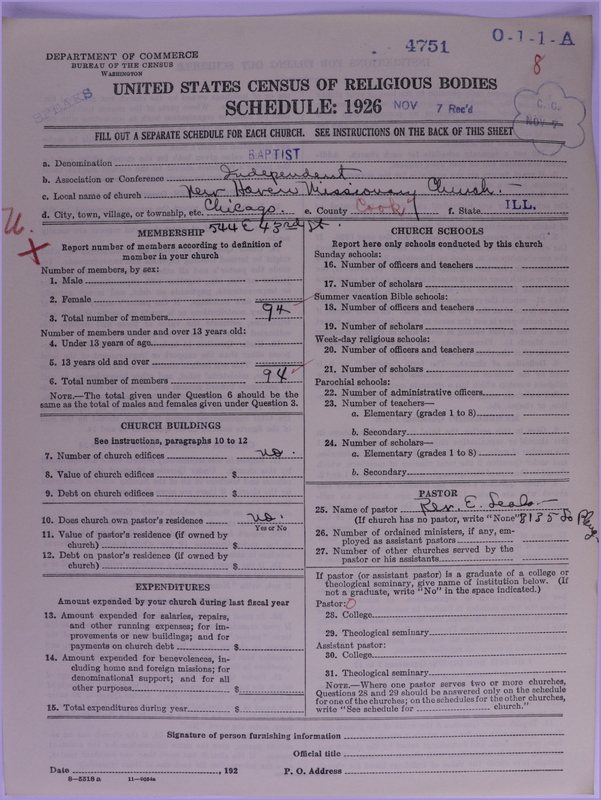 4751
O-1-1-A
8
DEPARTMENT OF COMMERCE
BUREAU OF THE CENSUS
WASHINGTON
UNITED STATES CENSUS OF RELIGIOUS BODIES
SCHEDULE: 1926
NOV 7 Rec'd
FILL OUT A SEPARATE SCHEDULE FOR EACH CHURCH. SEE INSTRUCTIONS ON THE BACK OF THIS SHEET
a. Denomination BAPTIST
b. Association or Conference Independent
c. Local name of church New Haven Missionary Church.
d. City, town, village, or township, etc. Chicago. e. County Cook f. State ILL.
544 E 43rd St.
MEMBERSHIP
Report number of members according to definition of
member in your church
Number of members, by sex:
1. Male
2. Female
3. Total number of members 94
Number of members under and over 13 years old:
4. Under 13 years of age
5. 13 years old and over
6. Total number of members 94
NOTE.—The total given under Question 6 should be the
same as the total of males and females given under Question 3.
CHURCH BUILDINGS
See instructions, paragraphs 10 to 12
7. Number of church edifices no.
8. Value of church edifices $
9. Debt on church edifices $
10. Does church own pastor's residence no.
Yes or No
11. Value of pastor's residence (if owned by
church) $
12. Debt on pastor's residence (if owned by
church) $
EXPENDITURES
Amount expended by your church during last fiscal year
13. Amount expended for salaries, repairs,
and other running expenses; for im-
provements or new buildings; and for
payments on church debt $
14. Amount expended for benevolences, in-
cluding home and foreign missions; for
denominational support; and for all
other purposes $
15. Total expenditures during year $
CHURCH SCHOOLS
Report here only schools conducted by this church
Sunday schools:
16. Number of officers and teachers
17. Number of scholars
Summer vacation Bible schools:
18. Number of officers and teachers
19. Number of scholars
Week-day religious schools:
20. Number of officers and teachers
21. Number of scholars
Parochial schools:
22. Number of administrative officers
23. Number of teachers—
a. Elementary (grades 1 to 8)
b. Secondary
24. Number of scholars—
a. Elementary (grades 1 to 8)
b. Secondary
PASTOR
25. Name of pastor Rev. E. Seals
(If church has no pastor, write "None") 8135 So
26. Number of ordained ministers, if any, em-
ployed as assistant pastors
27. Number of other churches served by the
pastor or his assistants
If pastor (or assistant pastor) is a graduate of a college or
theological seminary, give name of institution below. (If
not a graduate, write "No" in the space indicated.)
Pastor: 0
28. College
29. Theological seminary
Assistant pastor:
30. College
31. Theological seminary
NOTE.—Where one pastor serves two or more churches,
Questions 28 and 29 should be answered only on the schedule
for one of the churches; on the schedules for the other churches,
write "See schedule for church."
Signature of person furnishing information
Official title
Date , 192 P. O. Address
8—5518 a 11—9054a